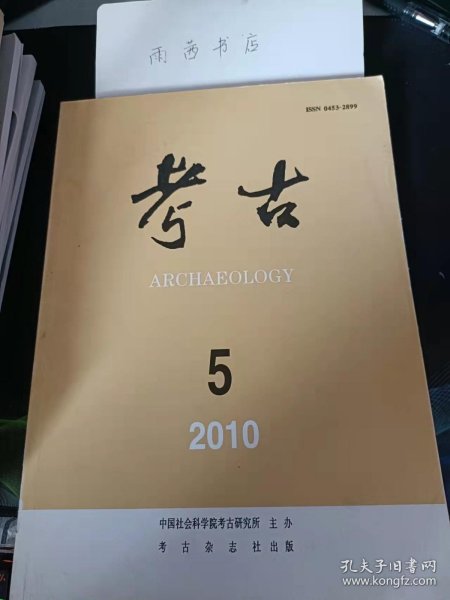 雨茜书店
ISSN 0453-2899
考古
ARCHAEOLOGY
5
2010
中国社会科学院考古研究所 主办
考古杂志社出版
孔夫子旧书网
www.kongfz.com